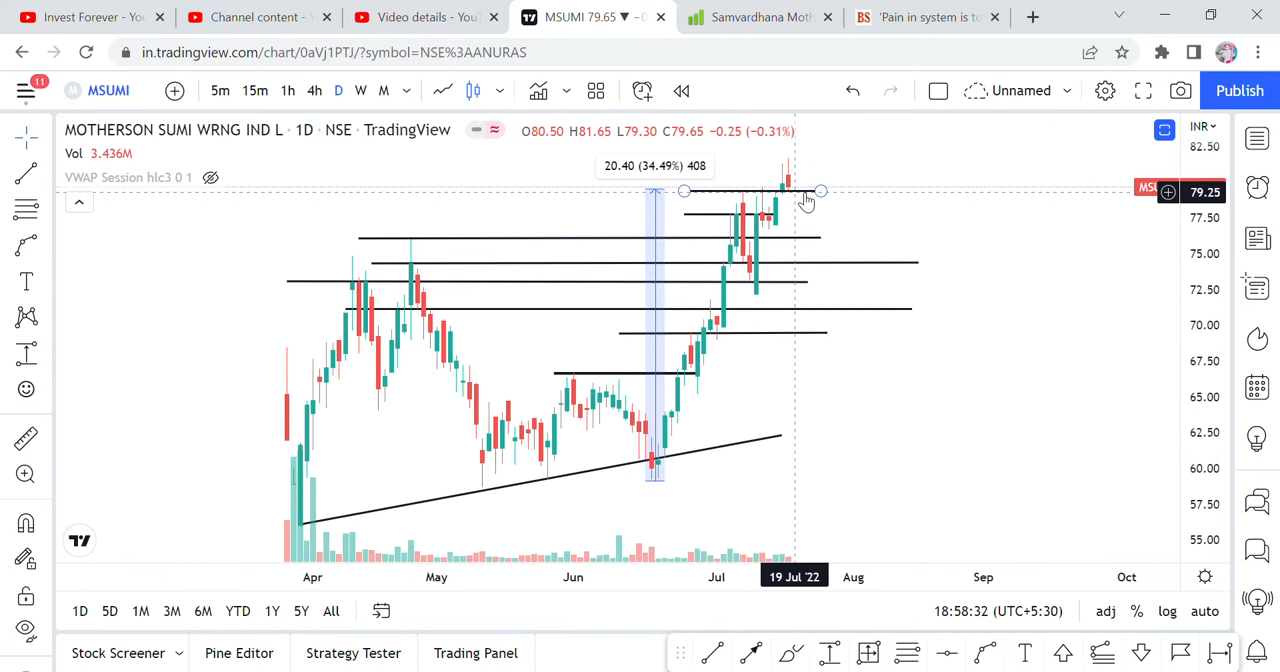 Invest Forever - You
Channel content - Yo
Video details - YouT
MSUMI 79.65 ▼ −0
Samvardhana Moth
BS 'Pain in system is to
in.tradingview.com/chart/0aVj1PTJ/?symbol=NSE%3AANURAS
11
M MSUMI 5m 15m 1h 4h D W M Unnamed Publish
MOTHERSON SUMI WRNG IND L · 1D · NSE · TradingView O80.50 H81.65 L79.30 C79.65 −0.25 (−0.31%)
INR
Vol 3.436M
VWAP Session hlc3 0 1
20.40 (34.49%) 408
82.50
MSU 79.25
77.50
75.00
72.50
70.00
67.50
65.00
62.50
60.00
57.50
55.00
Apr May Jun Jul 19 Jul '22 Aug Sep Oct
1D 5D 1M 3M 6M YTD 1Y 5Y All 18:58:32 (UTC+5:30) adj % log auto
Stock Screener Pine Editor Strategy Tester Trading Panel